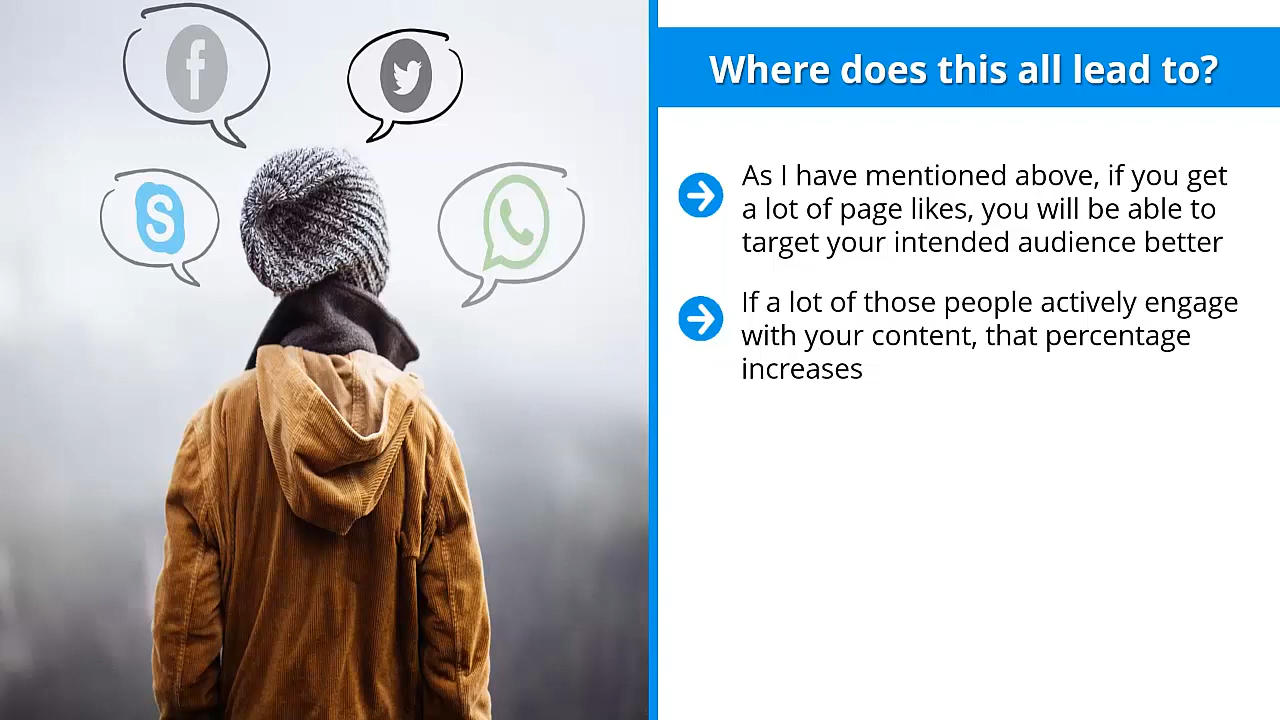 Where does this all lead to?
As I have mentioned above, if you get
a lot of page likes, you will be able to
target your intended audience better
If a lot of those people actively engage
with your content, that percentage
increases